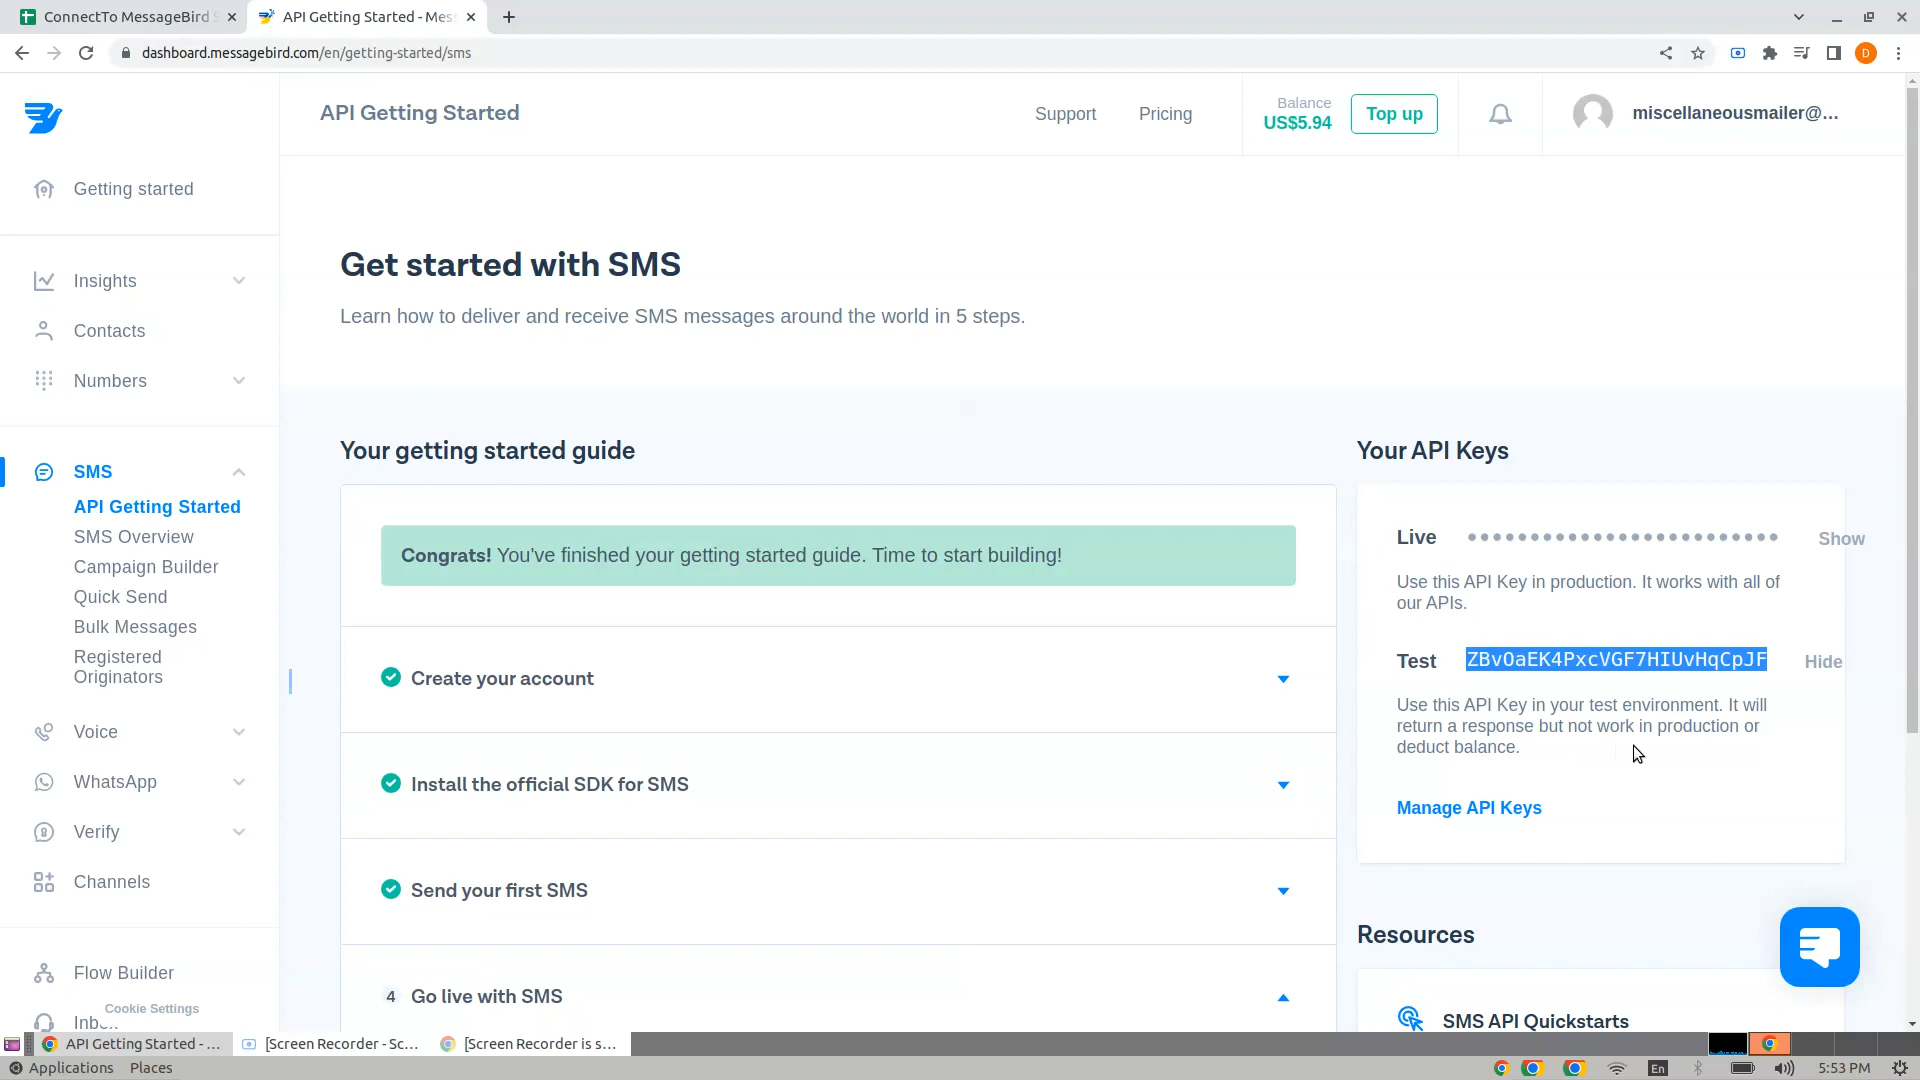 ConnectTo MessageBird S
API Getting Started - Mes
dashboard.messagebird.com/en/getting-started/sms
D
API Getting Started
Support
Pricing
Balance
US$5.94
Top up
miscellaneousmailer@...
Getting started
Insights
Contacts
Numbers
SMS
API Getting Started
SMS Overview
Campaign Builder
Quick Send
Bulk Messages
Registered
Originators
Voice
WhatsApp
Verify
Channels
Flow Builder
Cookie Settings
Inbox
Get started with SMS
Learn how to deliver and receive SMS messages around the world in 5 steps.
Your getting started guide
Congrats! You've finished your getting started guide. Time to start building!
Create your account
Install the official SDK for SMS
Send your first SMS
4 Go live with SMS
Your API Keys
Live
Show
Use this API Key in production. It works with all of
our APIs.
Test ZBvOaEK4PxcVGF7HIUvHqCpJF Hide
Use this API Key in your test environment. It will
return a response but not work in production or
deduct balance.
Manage API Keys
Resources
SMS API Quickstarts
API Getting Started - ...
[Screen Recorder - Sc...
[Screen Recorder is s...
Applications
Places
En
5:53 PM